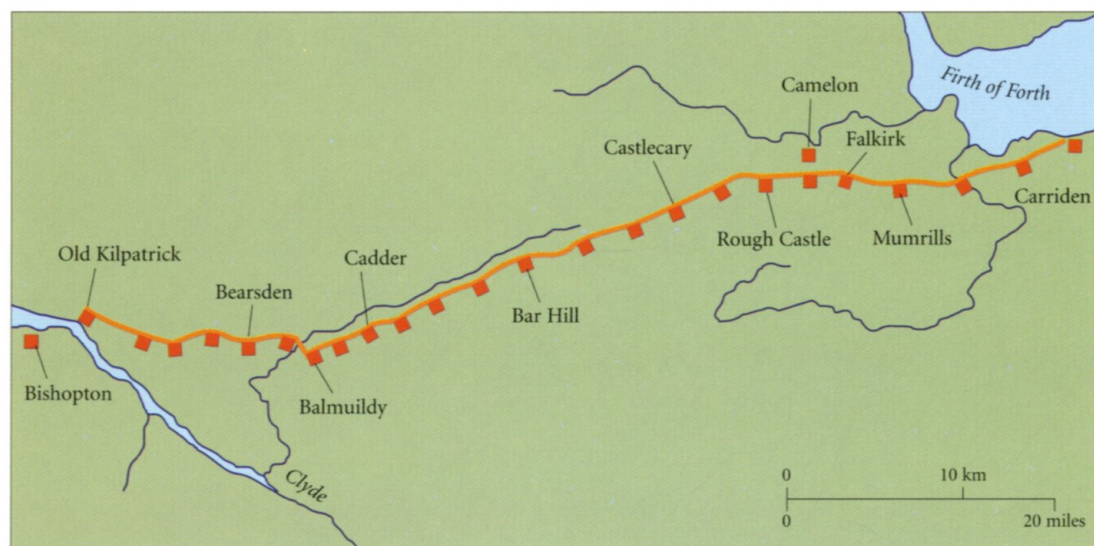 Firth of Forth
Camelon
Castlecary
Falkirk
Carriden
Old Kilpatrick
Cadder
Rough Castle
Mumrills
Bearsden
Bar Hill
Bishopton
Balmuildy
Clyde
0 10 km
0 20 miles